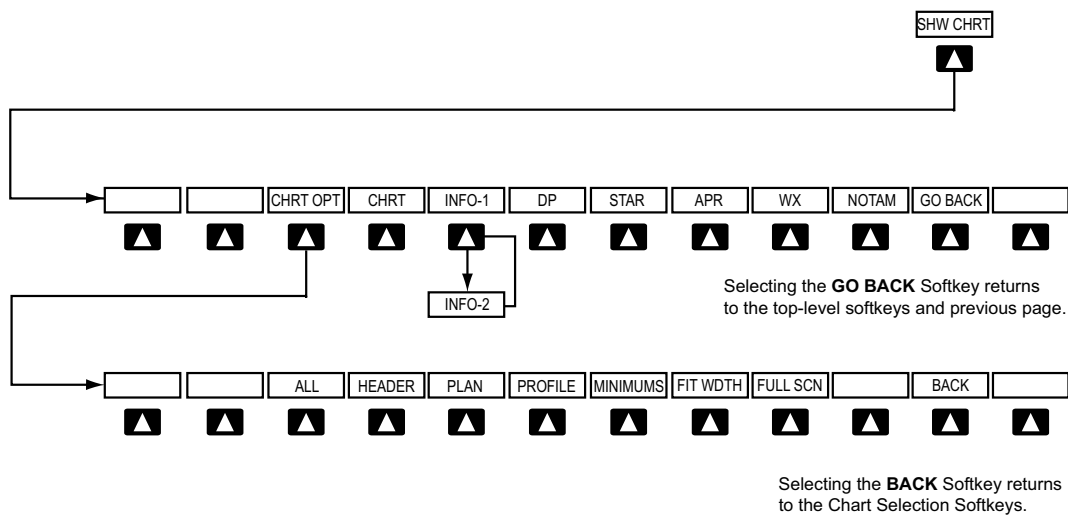 SHW CHRT
CHRT OPT CHRT INFO-1 DP STAR APR WX NOTAM GO BACK
Selecting the GO BACK Softkey returns
to the top-level softkeys and previous page.
INFO-2
ALL HEADER PLAN PROFILE MINIMUMS FIT WDTH FULL SCN BACK
Selecting the BACK Softkey returns
to the Chart Selection Softkeys.